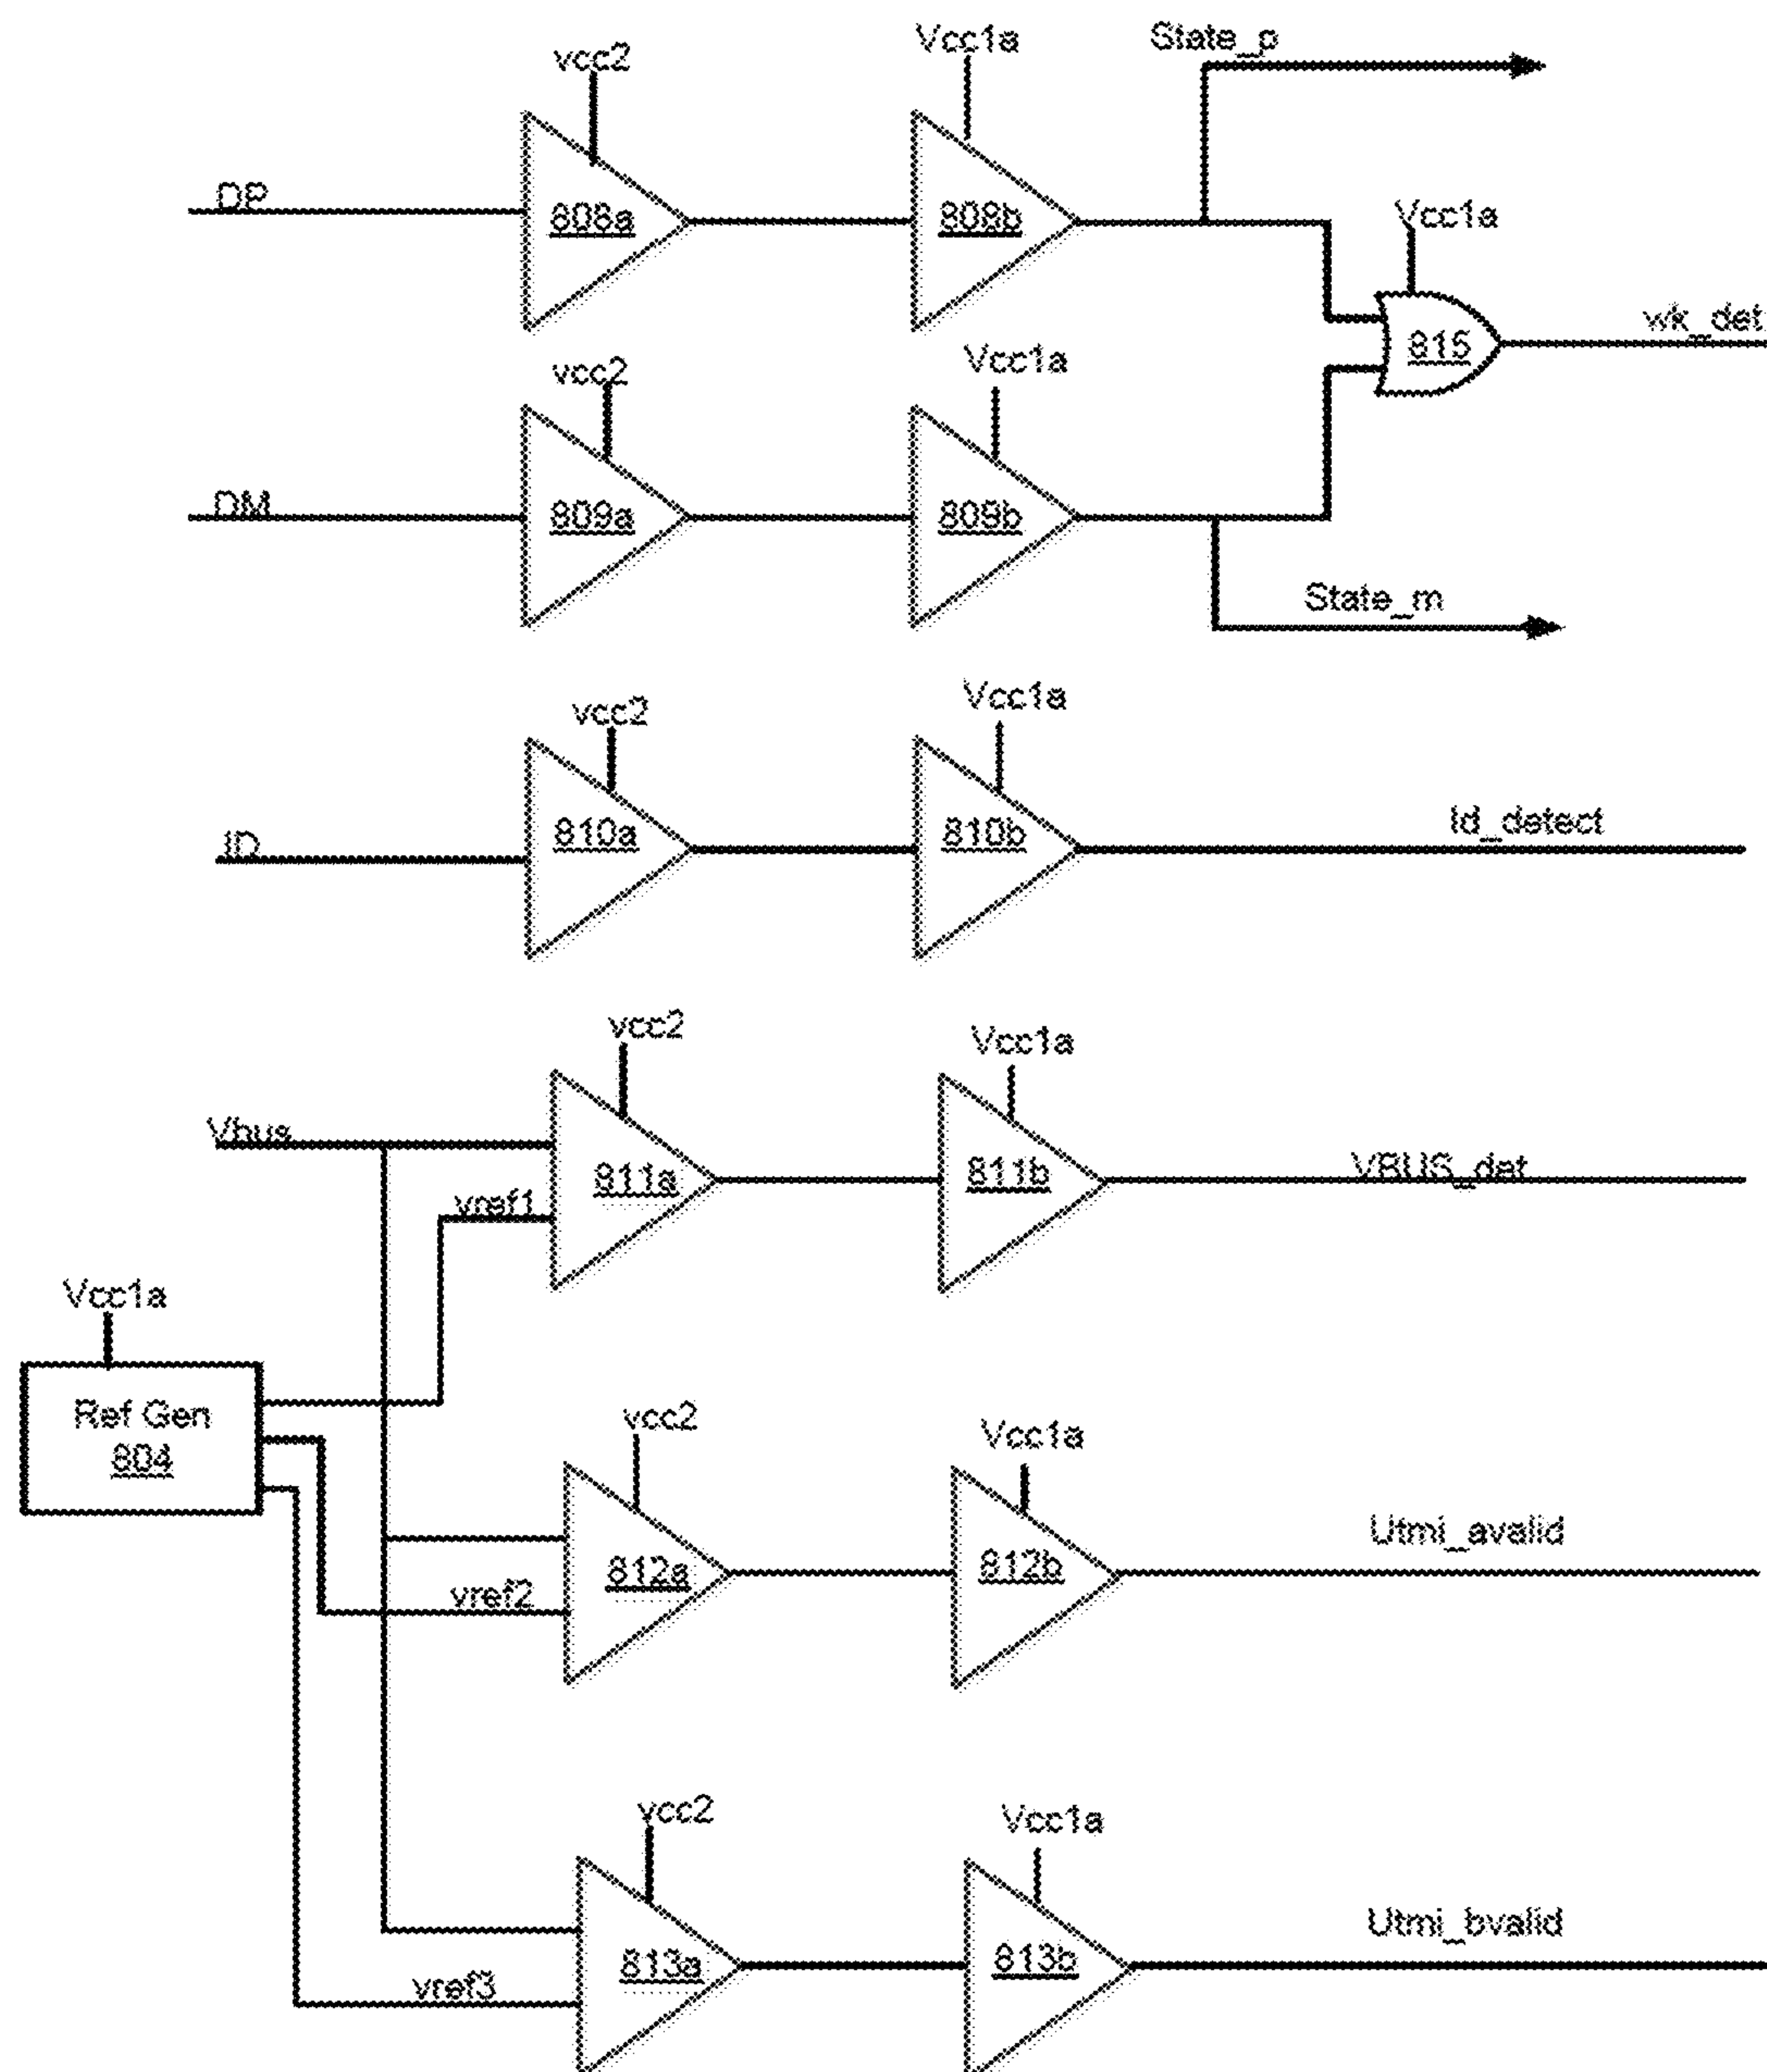 vcc2
Vcc1a
State_p
DP
808a
808b
Vcc1a
815
wk_det
vcc2
Vcc1a
DM
809a
809b
State_m
vcc2
Vcc1a
ID
810a
810b
Id_detect
vcc2
Vcc1a
Vbus
811a
811b
VBUS_det
vref1
Vcc1a
Ref Gen
804
vcc2
Vcc1a
812a
812b
Utmi_avalid
vref2
vcc2
Vcc1a
813a
813b
Utmi_bvalid
vref3